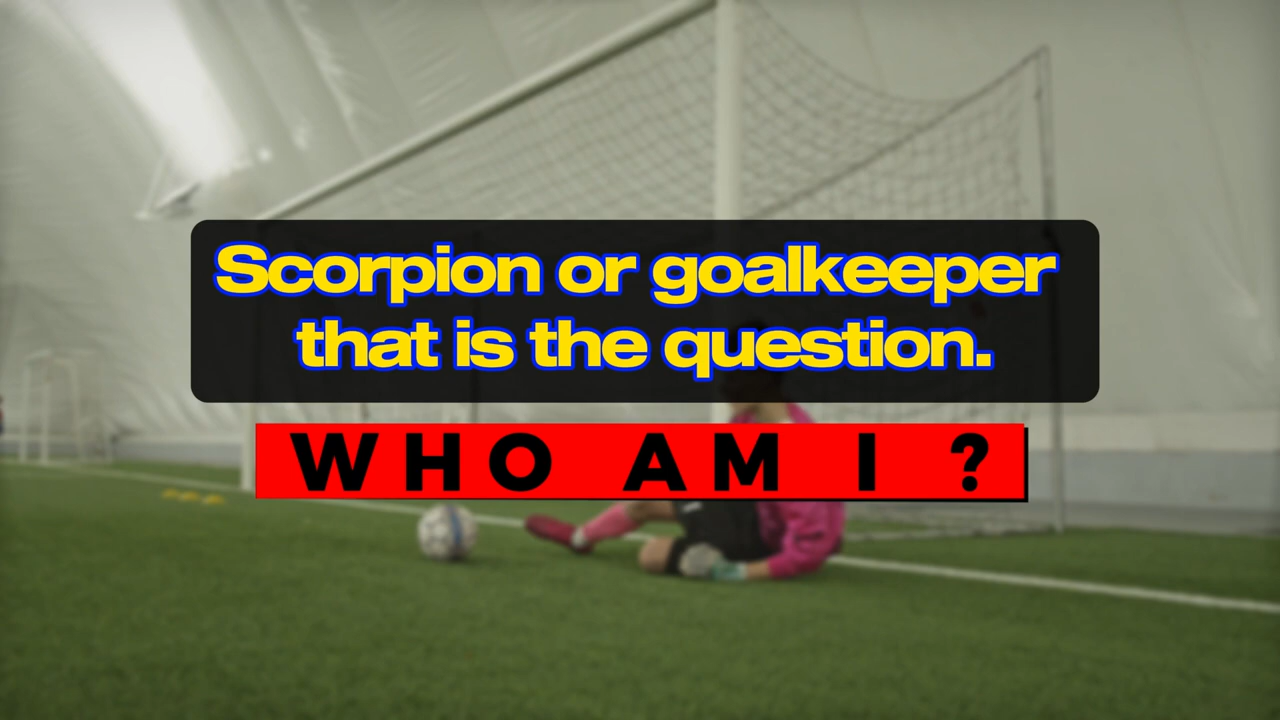 Scorpion or goalkeeper
that is the question.
WHO AM I ?